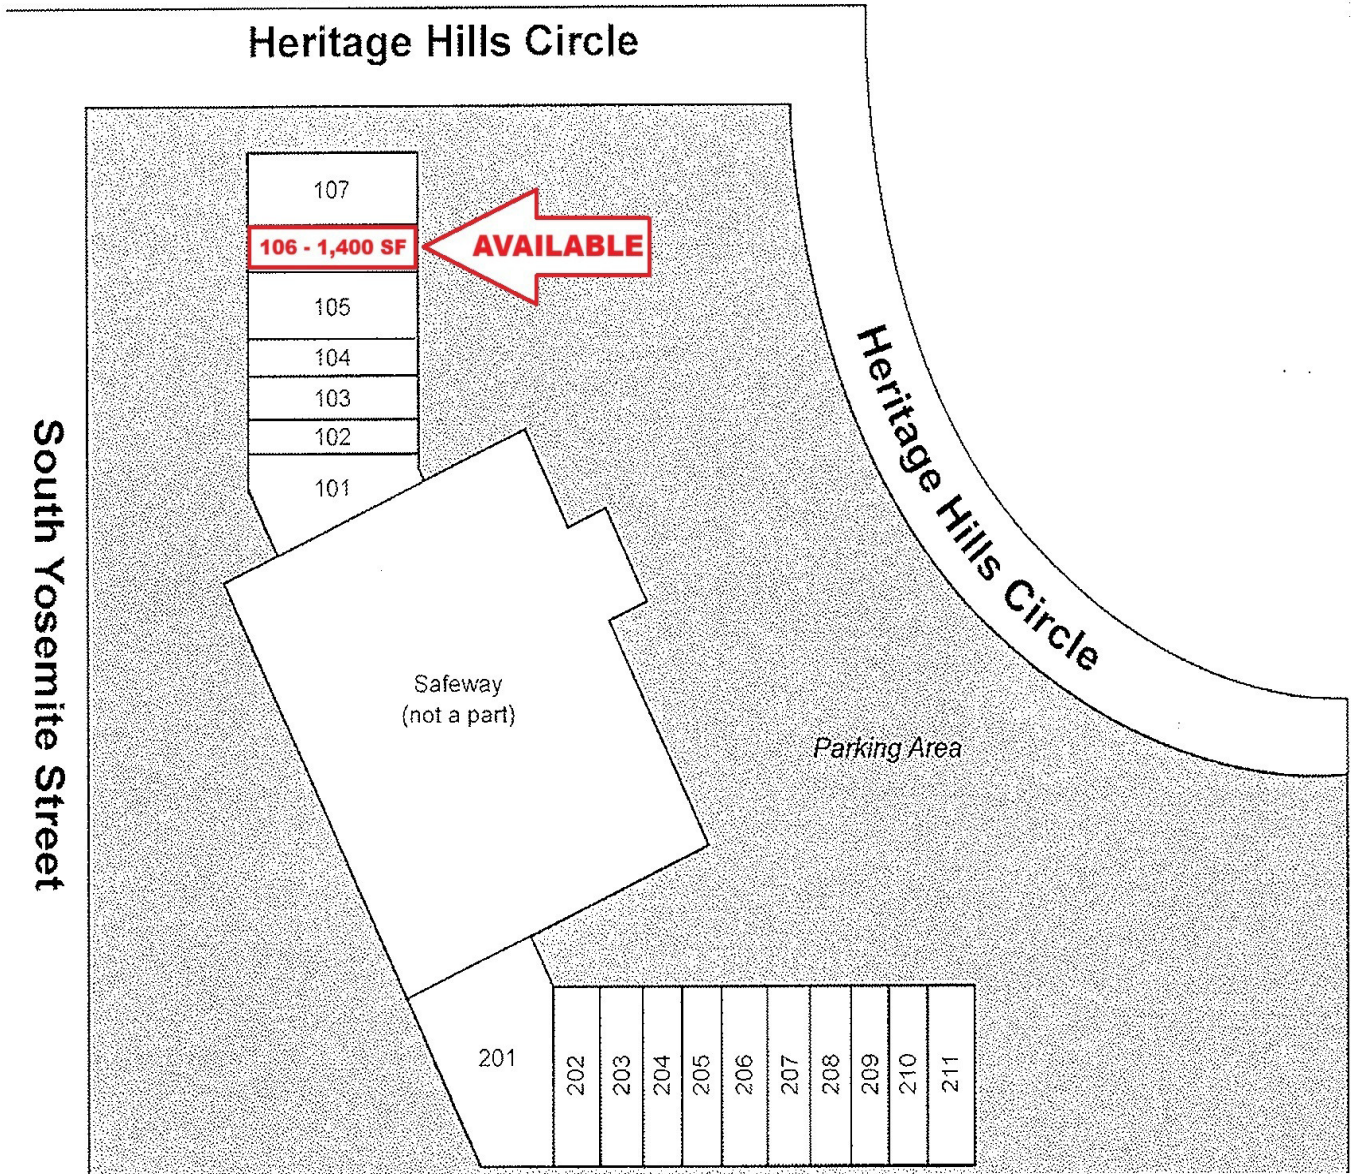 Heritage Hills Circle
107
106 - 1,400 SF
AVAILABLE
105
104
103
102
101
Heritage Hills Circle
South Yosemite Street
Safeway
(not a part)
Parking Area
201
202
203
204
205
206
207
208
209
210
211